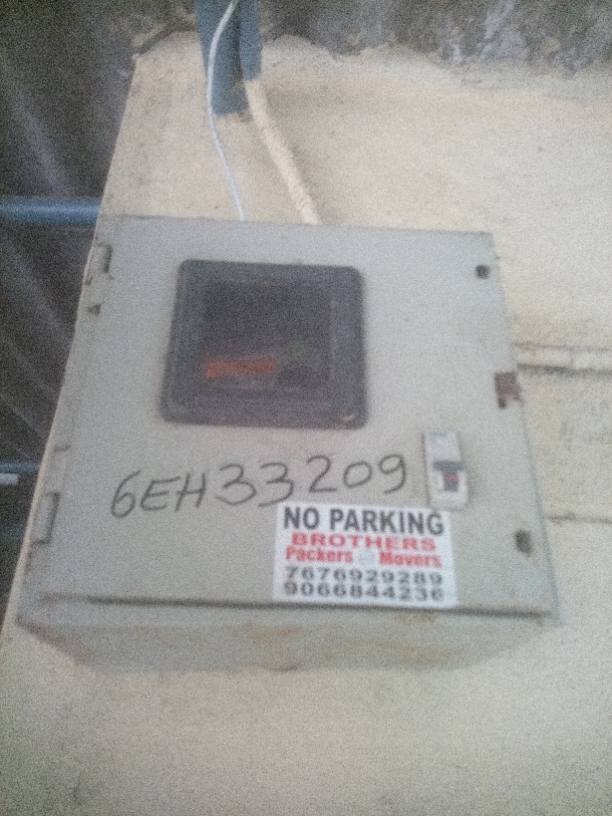 6EH33209
NO PARKING
BROTHERS
Packers Movers
7676929289
9066844236